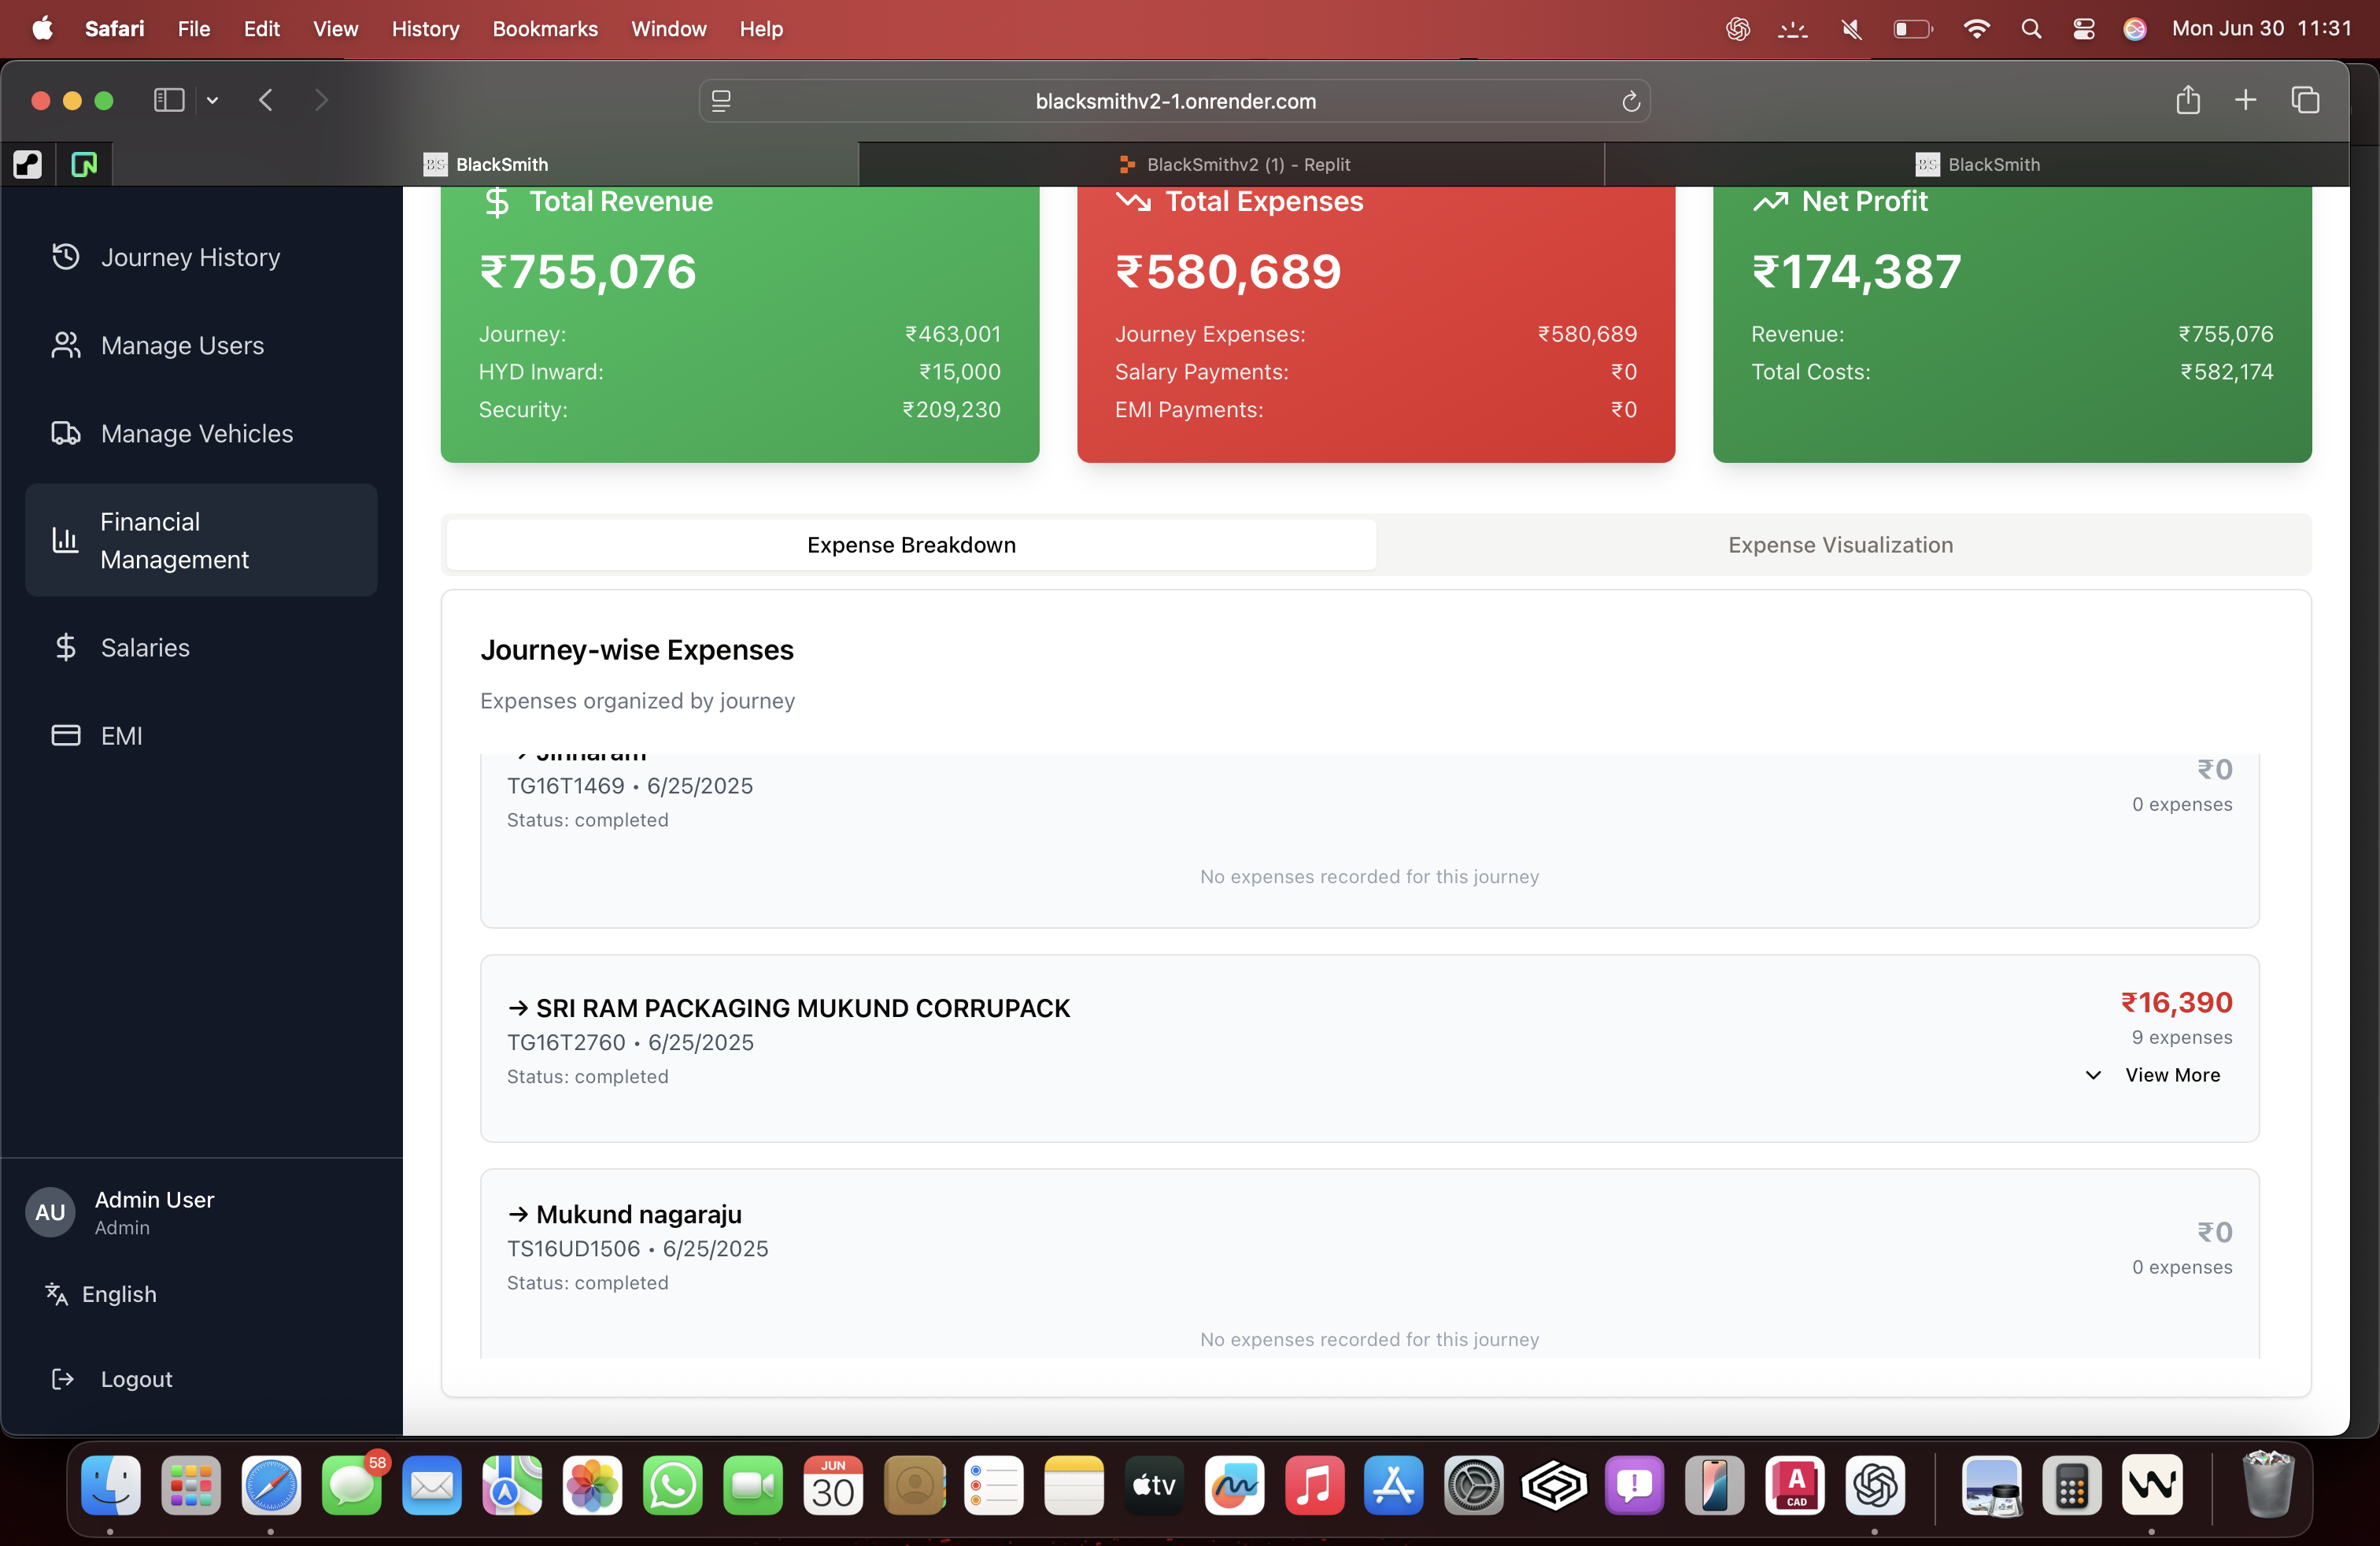 Safari File Edit View History Bookmarks Window Help Mon Jun 30 11:31
blacksmithv2-1.onrender.com
BS BlackSmith
BlackSmithv2 (1) - Replit
BS BlackSmith
Journey History
Manage Users
Manage Vehicles
Financial
Management
Salaries
EMI
AU
Admin User
Admin
English
Logout
$ Total Revenue
₹755,076
Journey: ₹463,001
HYD Inward: ₹15,000
Security: ₹209,230
Total Expenses
₹580,689
Journey Expenses: ₹580,689
Salary Payments: ₹0
EMI Payments: ₹0
Net Profit
₹174,387
Revenue: ₹755,076
Total Costs: ₹582,174
Expense Breakdown
Expense Visualization
Journey-wise Expenses
Expenses organized by journey
→ Jinnaram
TG16T1469 • 6/25/2025
Status: completed
₹0
0 expenses
No expenses recorded for this journey
→ SRI RAM PACKAGING MUKUND CORRUPACK
TG16T2760 • 6/25/2025
Status: completed
₹16,390
9 expenses
View More
→ Mukund nagaraju
TS16UD1506 • 6/25/2025
Status: completed
₹0
0 expenses
No expenses recorded for this journey
58
JUN
30
tv
A
CAD